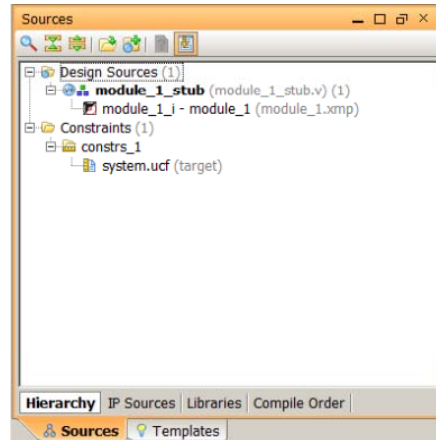 Sources
Design Sources (1)
module_1_stub (module_1_stub.v) (1)
module_1_i - module_1 (module_1.xmp)
Constraints (1)
constrs_1
system.ucf (target)
Hierarchy IP Sources Libraries Compile Order
Sources Templates